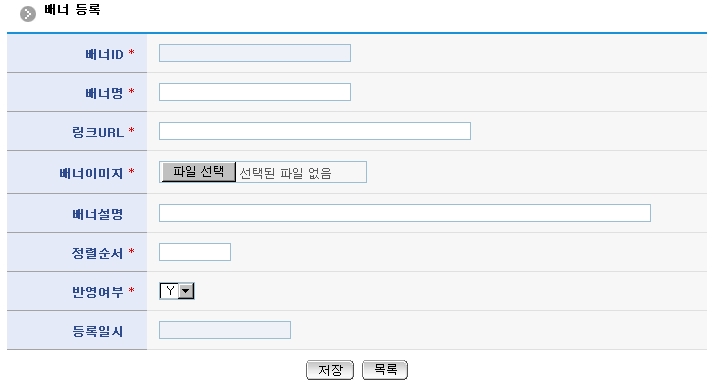 배너 등록
배너ID *
배너명 *
링크URL *
배너이미지 * 파일 선택 선택된 파일 없음
배너설명
정렬순서 *
반영여부 * Y
등록일시
저장 목록